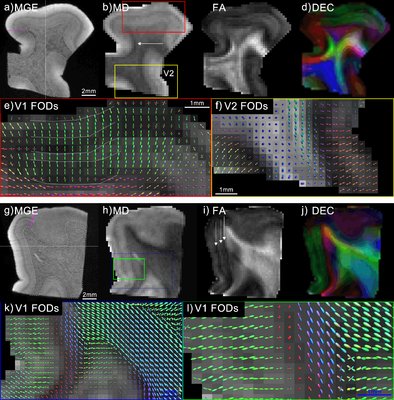 a) MGE
b) MD
FA
d) DEC
V2
2mm
e) V1 FODs
1mm
f) V2 FODs
1mm
g) MGE
h) MD
i) FA
j) DEC
2mm
k) V1 FODs
l) V1 FODs